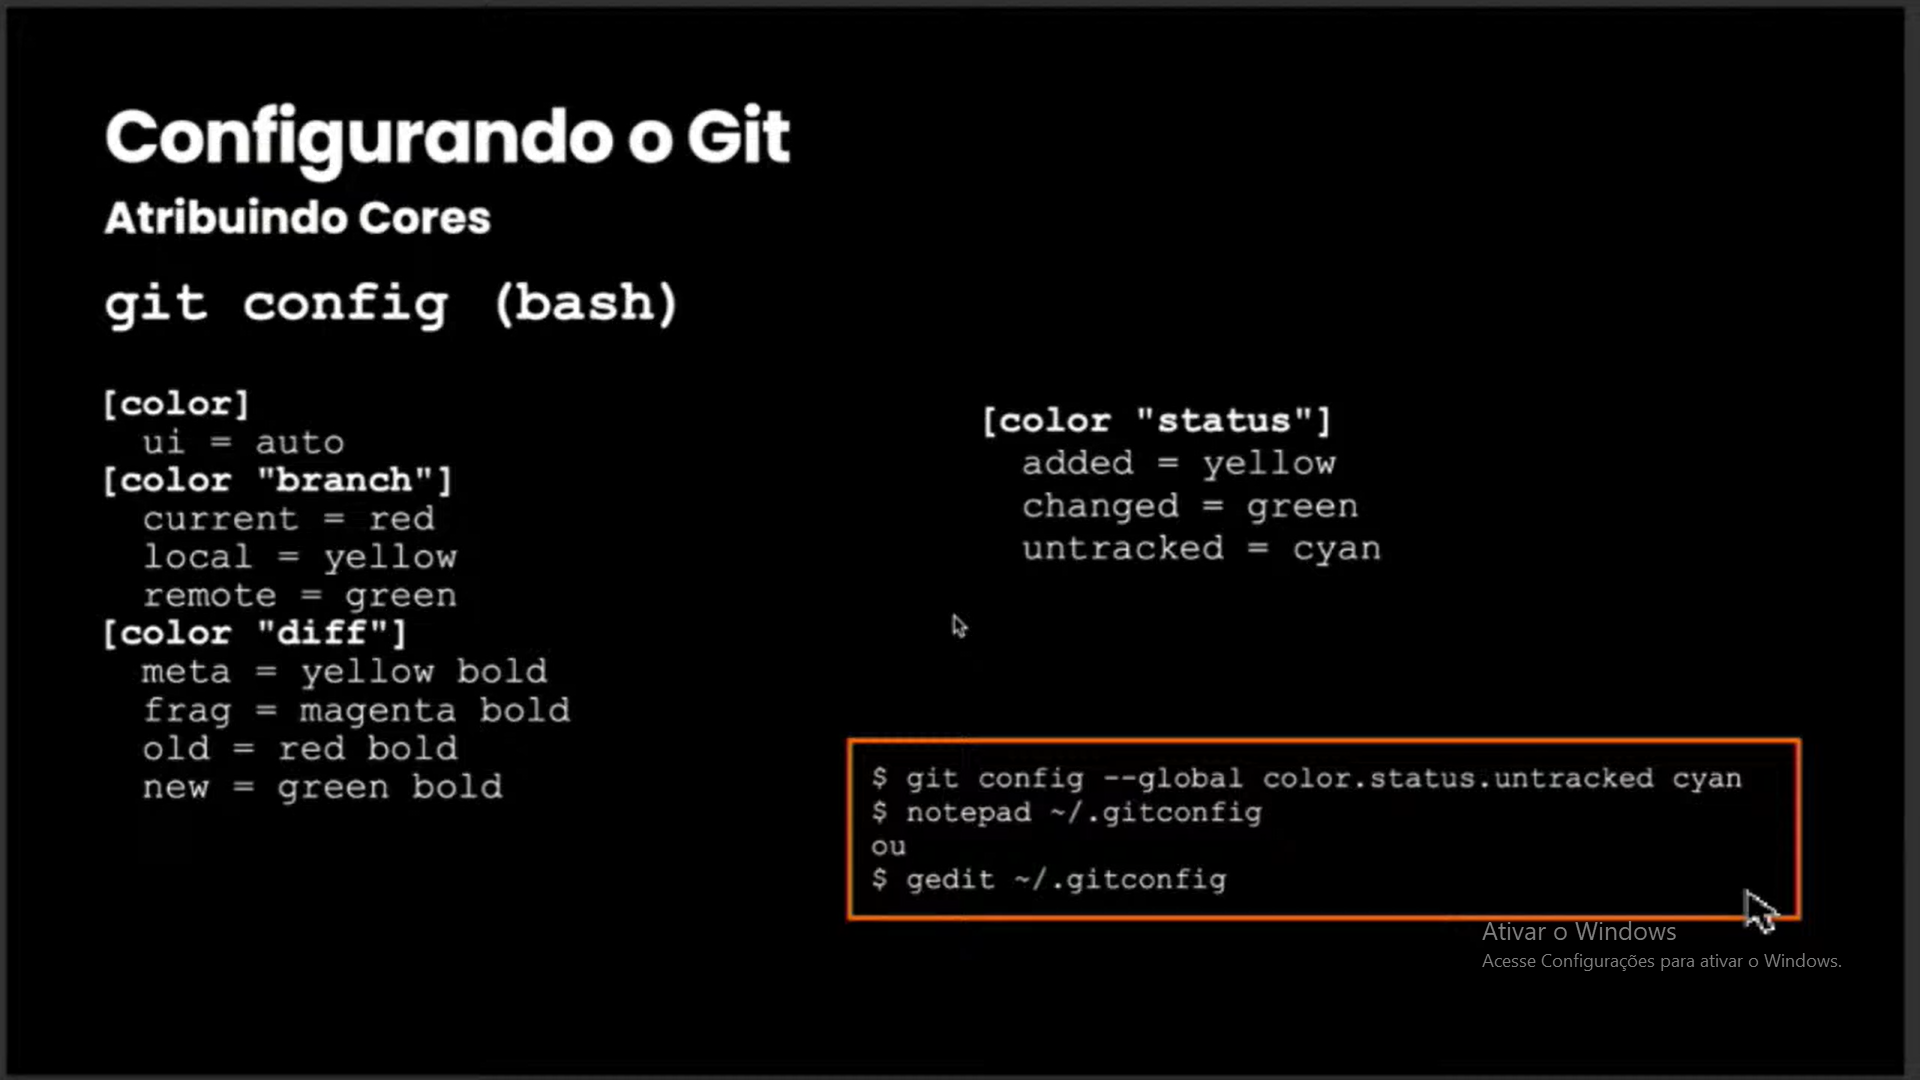 Configurando o Git
Atribuindo Cores
git config (bash)
[color]
ui = auto
[color "branch"]
current = red
local = yellow
remote = green
[color "diff"]
meta = yellow bold
frag = magenta bold
old = red bold
new = green bold
[color "status"]
added = yellow
changed = green
untracked = cyan
$ git config --global color.status.untracked cyan
$ notepad ~/.gitconfig
ou
$ gedit ~/.gitconfig
Ativar o Windows
Acesse Configurações para ativar o Windows.